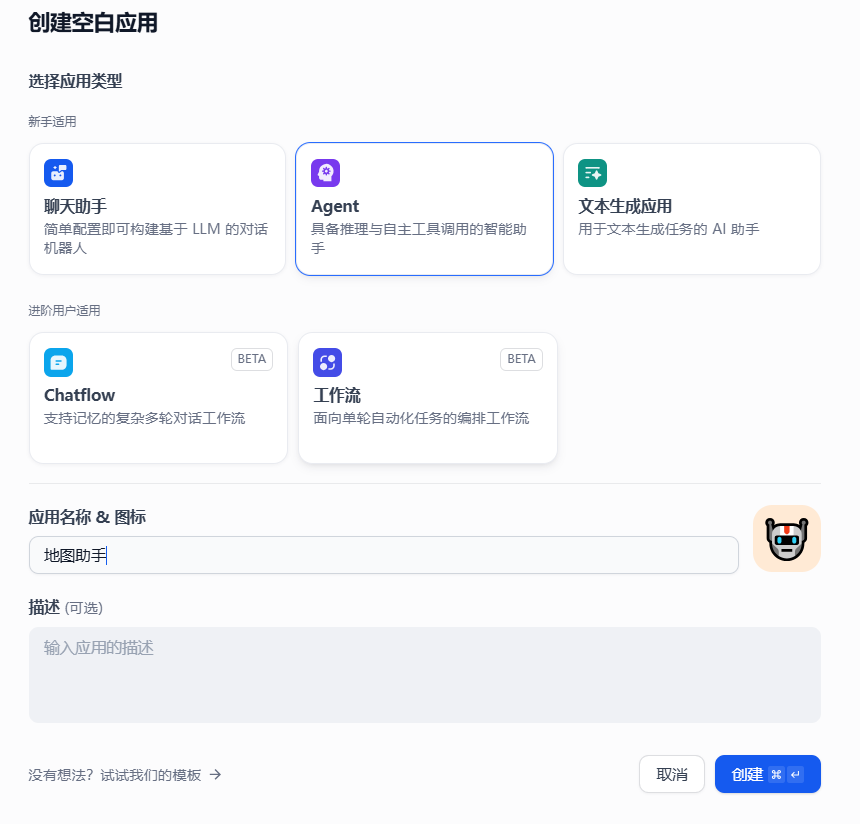 创建空白应用
选择应用类型
新手适用
聊天助手
简单配置即可构建基于 LLM 的对话
机器人
Agent
具备推理与自主工具调用的智能助
手
文本生成应用
用于文本生成任务的 AI 助手
进阶用户适用
BETA
Chatflow
支持记忆的复杂多轮对话工作流
BETA
工作流
面向单轮自动化任务的编排工作流
应用名称 & 图标
地图助手
描述 (可选)
输入应用的描述
没有想法? 试试我们的模板 →
取消
创建 ⌘ ↵